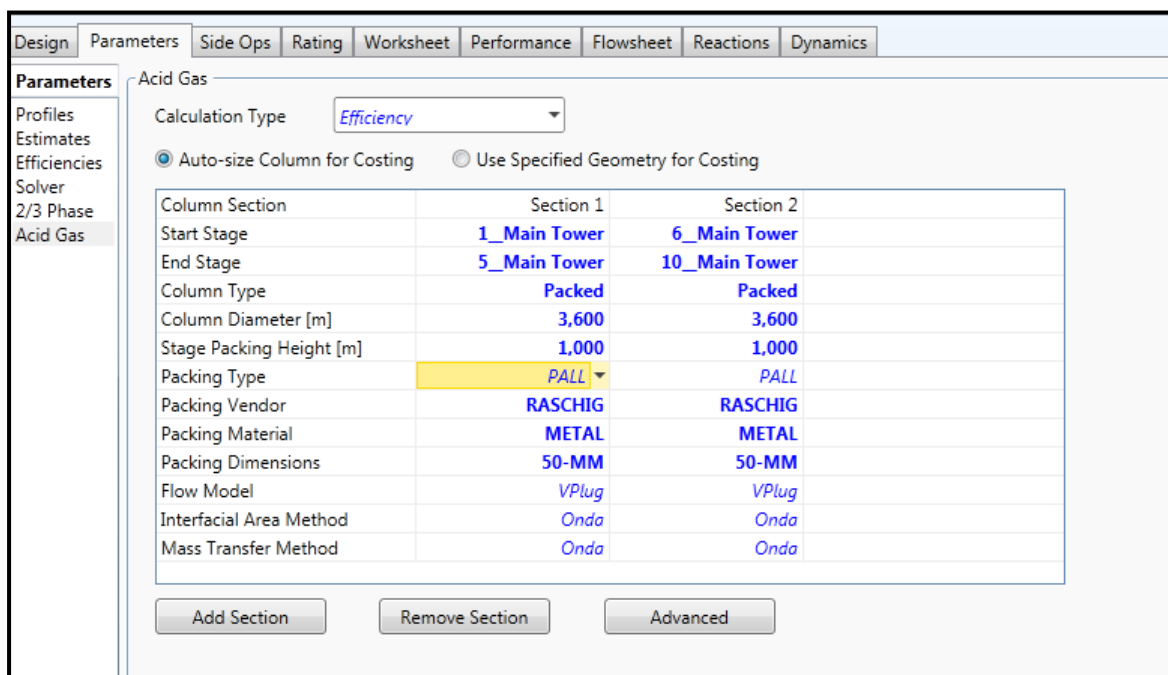 Design Parameters Side Ops Rating Worksheet Performance Flowsheet Reactions Dynamics
Parameters
Profiles
Estimates
Efficiencies
Solver
2/3 Phase
Acid Gas
Acid Gas
Calculation Type Efficiency
Auto-size Column for Costing Use Specified Geometry for Costing
Column Section Section 1 Section 2
Start Stage 1__Main Tower 6__Main Tower
End Stage 5__Main Tower 10__Main Tower
Column Type Packed Packed
Column Diameter [m] 3,600 3,600
Stage Packing Height [m] 1,000 1,000
Packing Type PALL PALL
Packing Vendor RASCHIG RASCHIG
Packing Material METAL METAL
Packing Dimensions 50-MM 50-MM
Flow Model VPlug VPlug
Interfacial Area Method Onda Onda
Mass Transfer Method Onda Onda
Add Section Remove Section Advanced